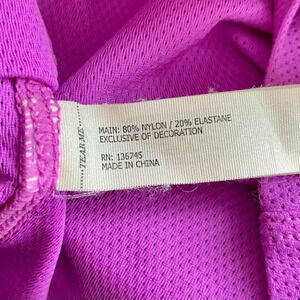 TEAR ME
MAIN: 80% NYLON / 20% ELASTANE
EXCLUSIVE OF DECORATION
RN: 136745
MADE IN CHINA